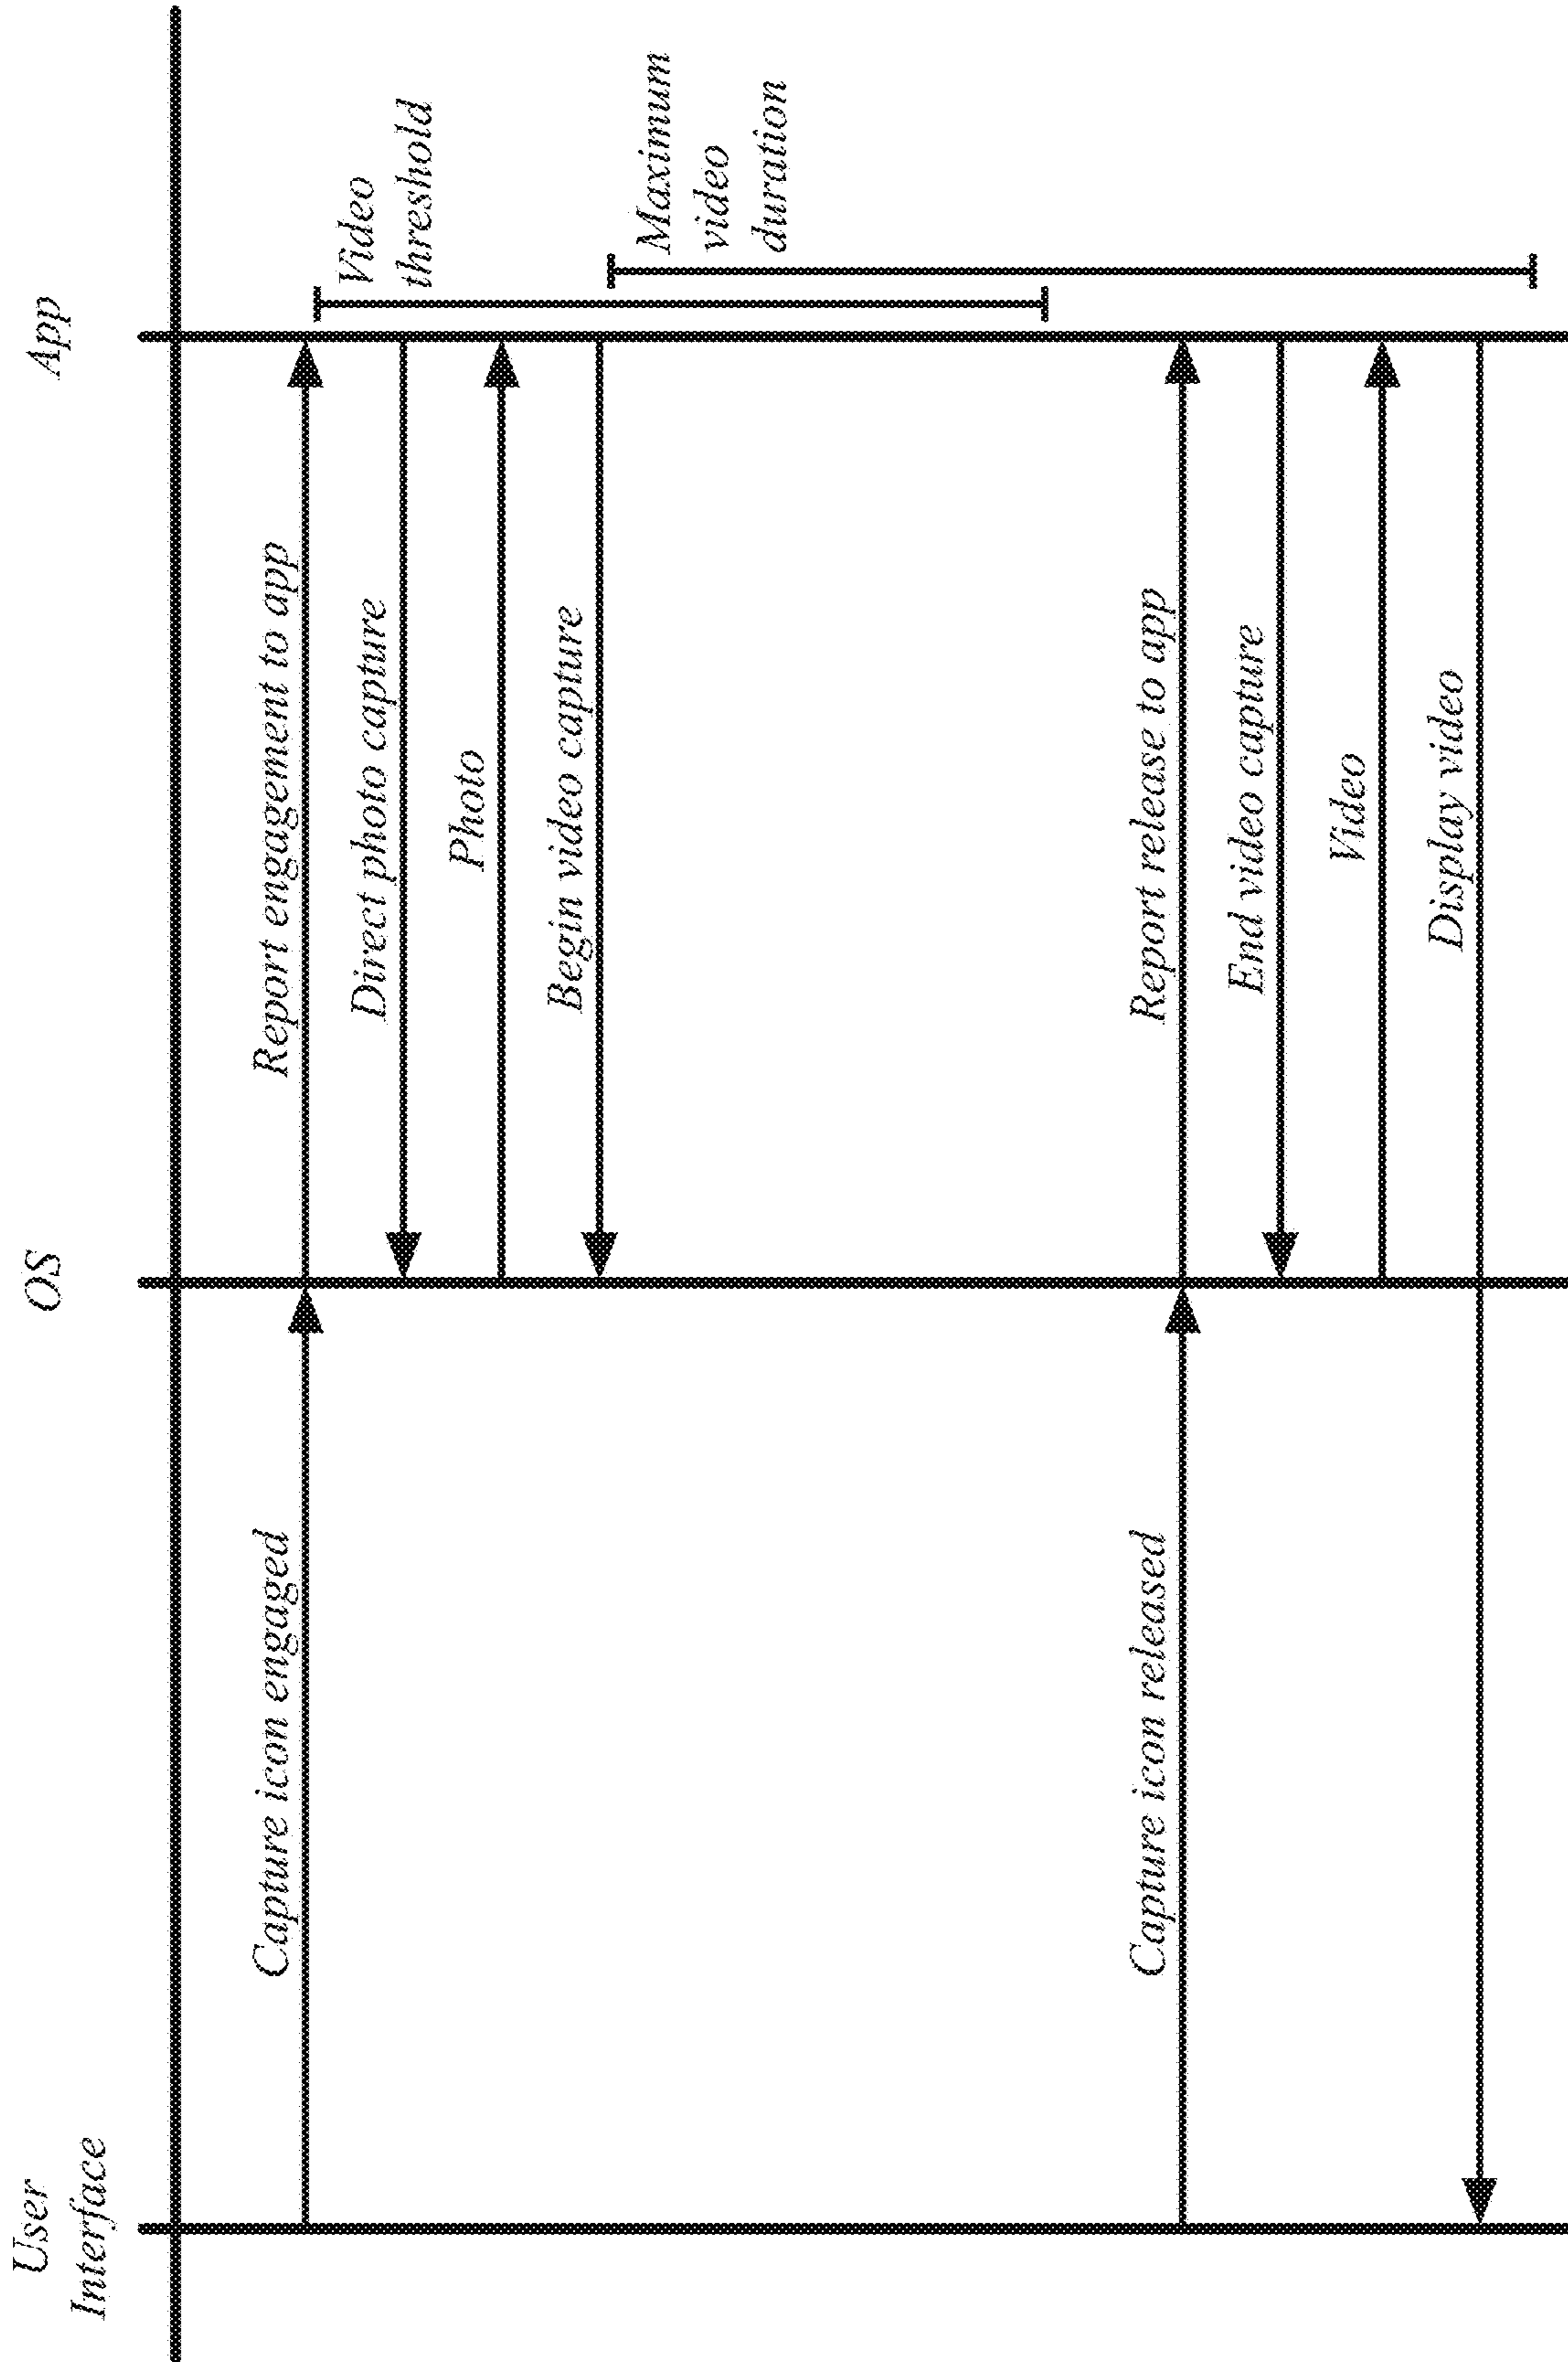 User
Interface
OS
App
Capture icon engaged
Report engagement to app
Video
threshold
Direct photo capture
Photo
Begin video capture
Maximum
video
duration
Capture icon released
Report release to app
End video capture
Video
Display video